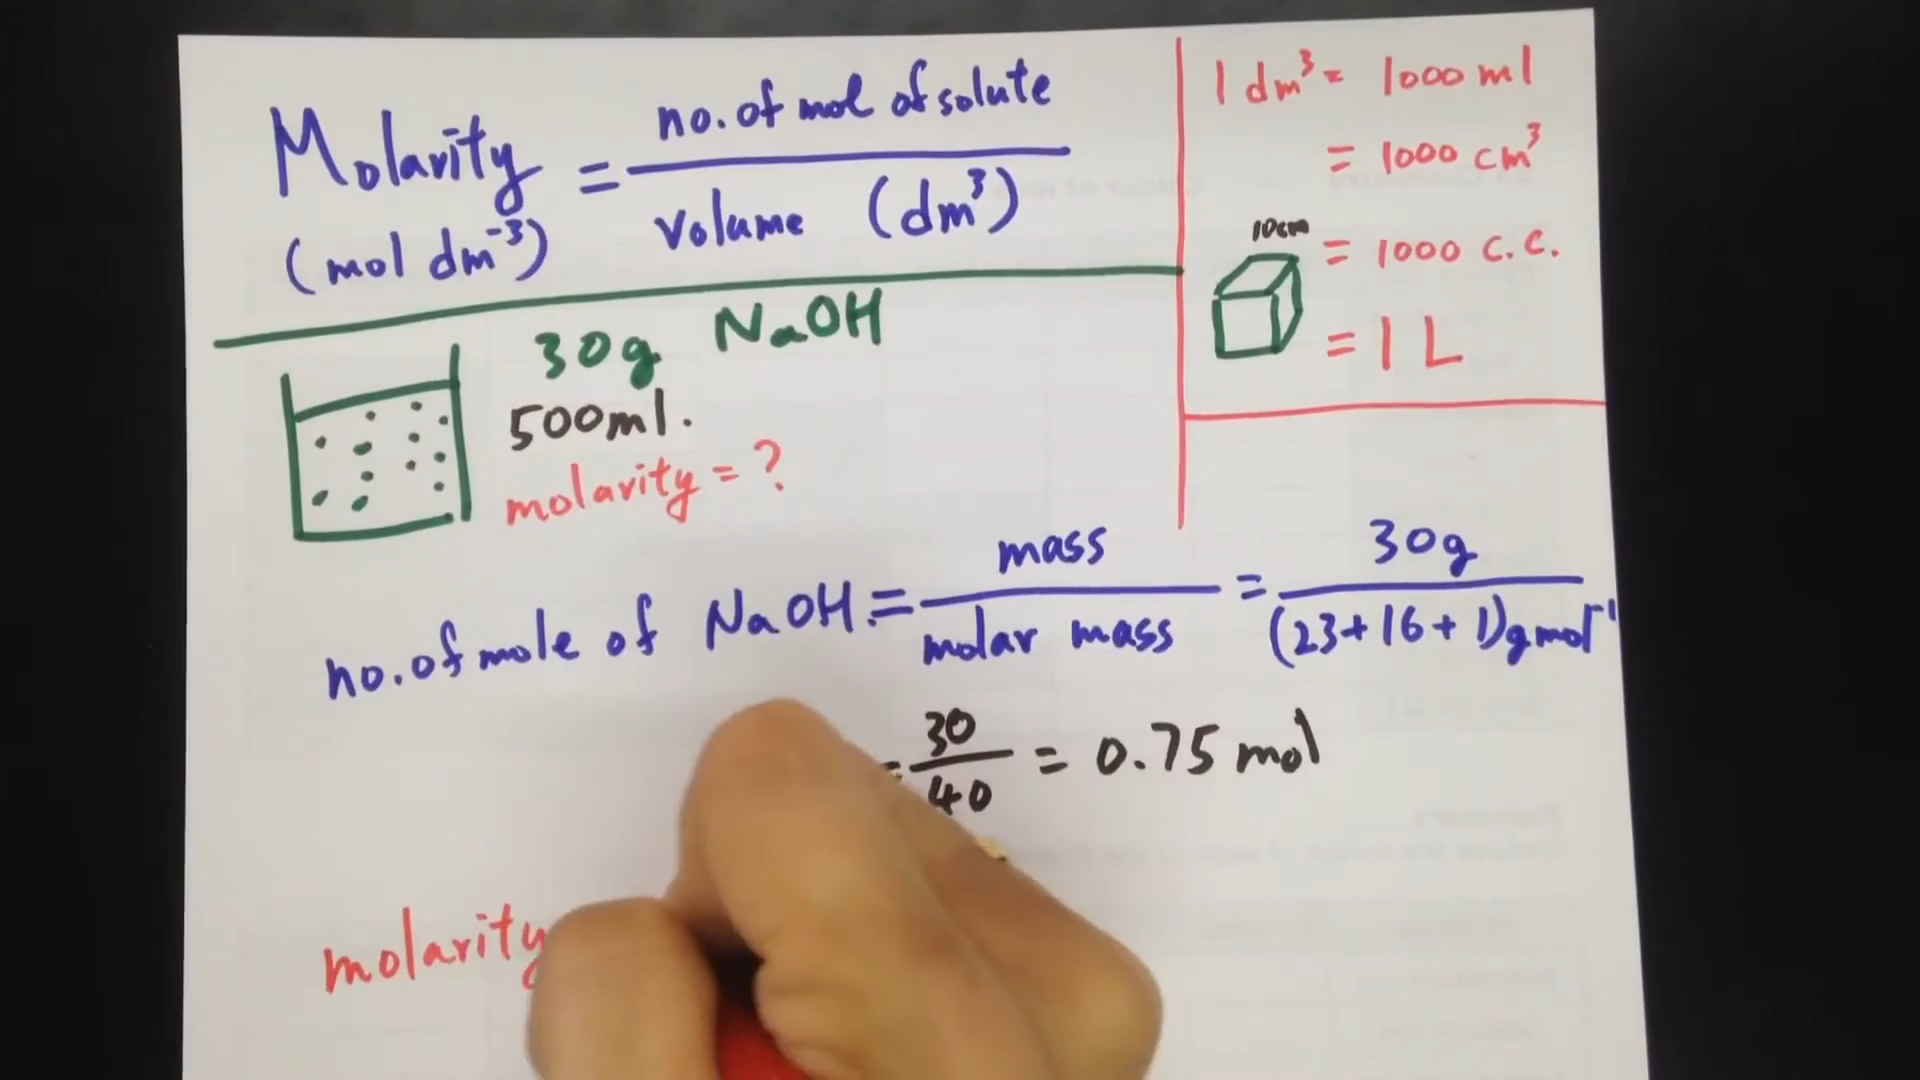 Molarity = no. of mol of solute
volume (dm³)
(mol dm⁻³)
1 dm³ = 1000 ml
= 1000 cm³
10cm
= 1000 c.c.
= 1 L
30g NaOH
500ml.
molarity = ?
no. of mole of NaOH = mass
molar mass
= 30g
(23+16+1)g mol⁻¹
= 30
40
= 0.75 mol
molarity